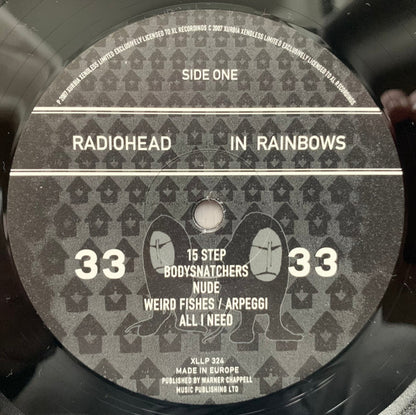 ℗ 2007 XURBIA XENDLESS LIMITED EXCLUSIVELY LICENSED TO XL RECORDINGS © 2007 XURBIA XENDLESS LIMITED EXCLUSIVELY LICENSED TO XL RECORDINGS
SIDE ONE
RADIOHEAD IN RAINBOWS
33 33
15 STEP
BODYSNATCHERS
NUDE
WEIRD FISHES / ARPEGGI
ALL I NEED
XLLP 324
MADE IN EUROPE
PUBLISHED BY WARNER CHAPPELL
MUSIC PUBLISHING LTD